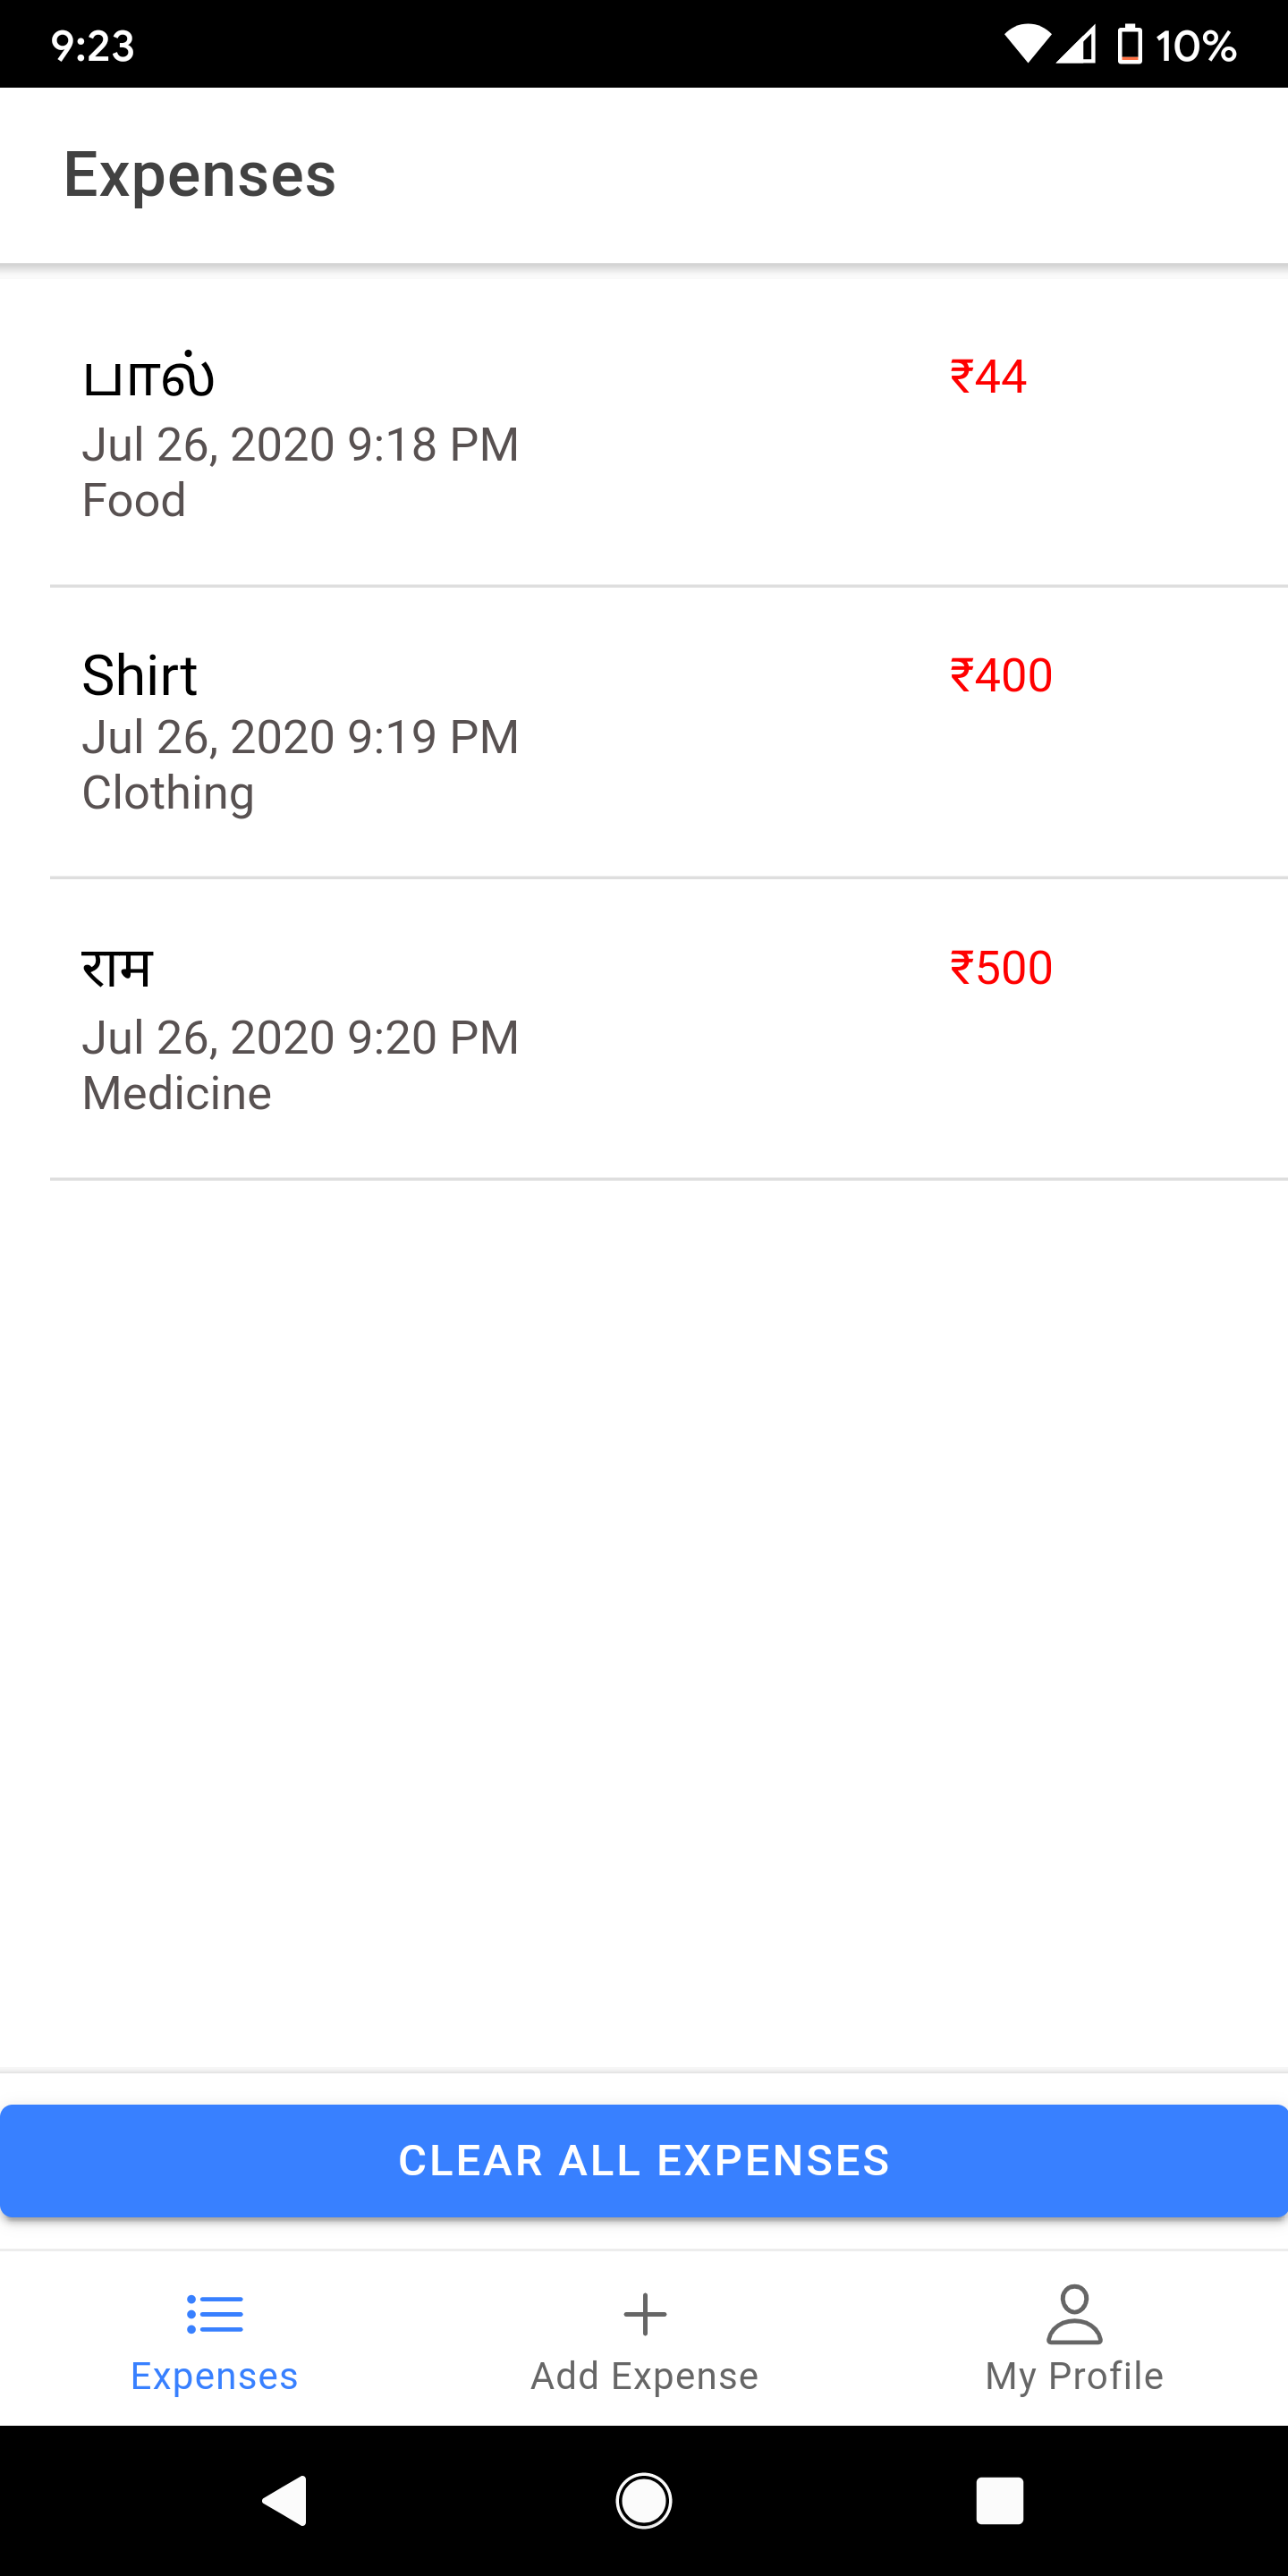 9:23 10%
Expenses
பால் ₹44
Jul 26, 2020 9:18 PM
Food
Shirt ₹400
Jul 26, 2020 9:19 PM
Clothing
राम ₹500
Jul 26, 2020 9:20 PM
Medicine
CLEAR ALL EXPENSES
Expenses Add Expense My Profile